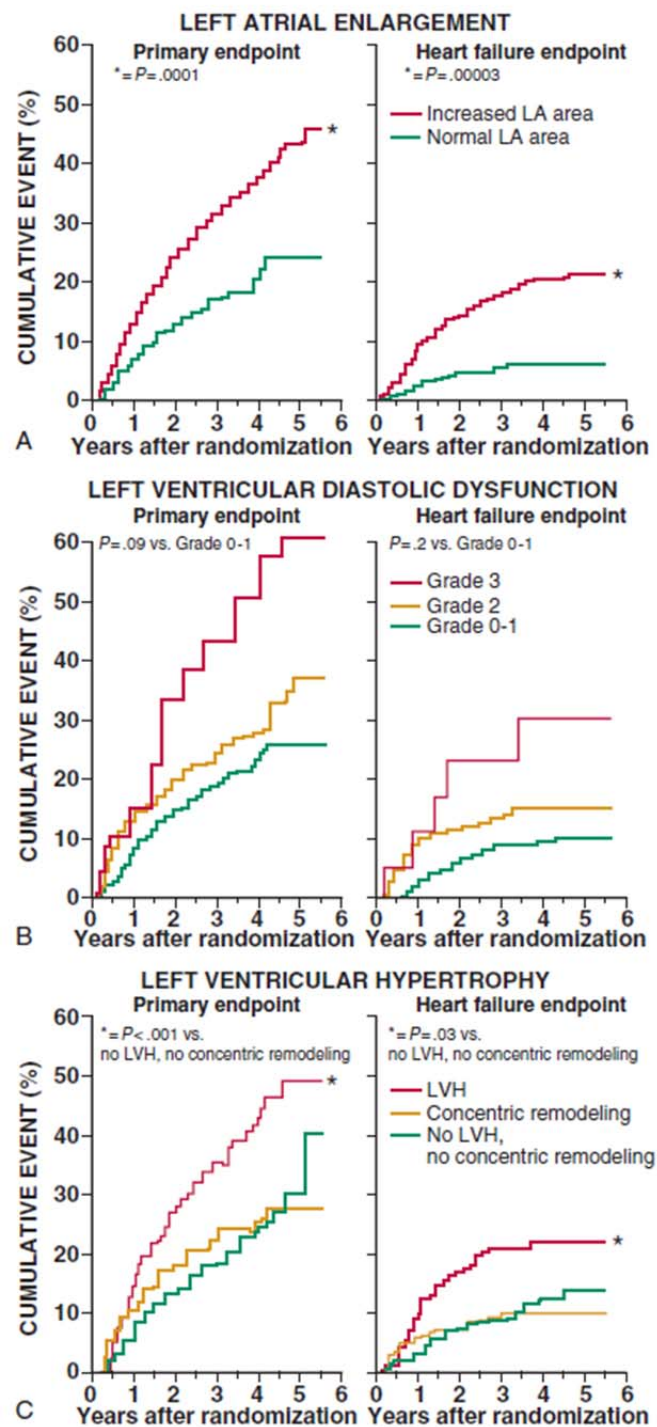 LEFT ATRIAL ENLARGEMENT
Primary endpoint
*=P=.0001
Heart failure endpoint
*=P=.00003
Increased LA area
Normal LA area
CUMULATIVE EVENT (%)
60
50
40
30
20
10
0
*
*
0 1 2 3 4 5 6
0 1 2 3 4 5 6
A
Years after randomization
Years after randomization
LEFT VENTRICULAR DIASTOLIC DYSFUNCTION
Primary endpoint
P=.09 vs. Grade 0-1
Heart failure endpoint
P=.2 vs. Grade 0-1
Grade 3
Grade 2
Grade 0-1
CUMULATIVE EVENT (%)
60
50
40
30
20
10
0
0 1 2 3 4 5 6
0 1 2 3 4 5 6
B
Years after randomization
Years after randomization
LEFT VENTRICULAR HYPERTROPHY
Primary endpoint
*=P<.001 vs.
no LVH, no concentric remodeling
Heart failure endpoint
*=P=.03 vs.
no LVH, no concentric remodeling
LVH
Concentric remodeling
No LVH,
no concentric remodeling
CUMULATIVE EVENT (%)
60
50
40
30
20
10
0
*
*
0 1 2 3 4 5 6
0 1 2 3 4 5 6
C
Years after randomization
Years after randomization